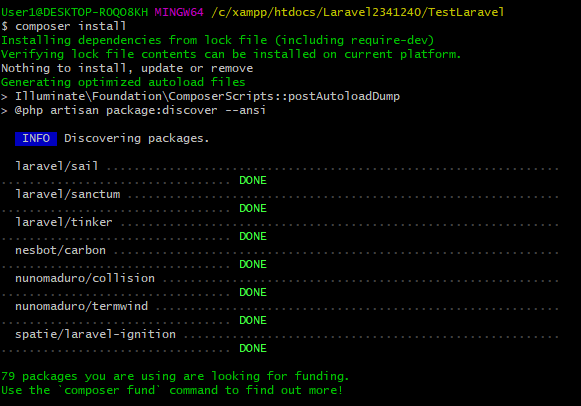 User1@DESKTOP-ROQO8KH MINGW64 /c/xampp/htdocs/Laravel2341240/TestLaravel
$ composer install
Installing dependencies from lock file (including require-dev)
Verifying lock file contents can be installed on current platform.
Nothing to install, update or remove
Generating optimized autoload files
> Illuminate\Foundation\ComposerScripts::postAutoloadDump
> @php artisan package:discover --ansi
INFO Discovering packages.
laravel/sail ................................................................
................................ DONE
laravel/sanctum .............................................................
................................ DONE
laravel/tinker ..............................................................
................................ DONE
nesbot/carbon ...............................................................
................................ DONE
nunomaduro/collision ........................................................
................................ DONE
nunomaduro/termwind .........................................................
................................ DONE
spatie/laravel-ignition .....................................................
................................ DONE
79 packages you are using are looking for funding.
Use the `composer fund` command to find out more!